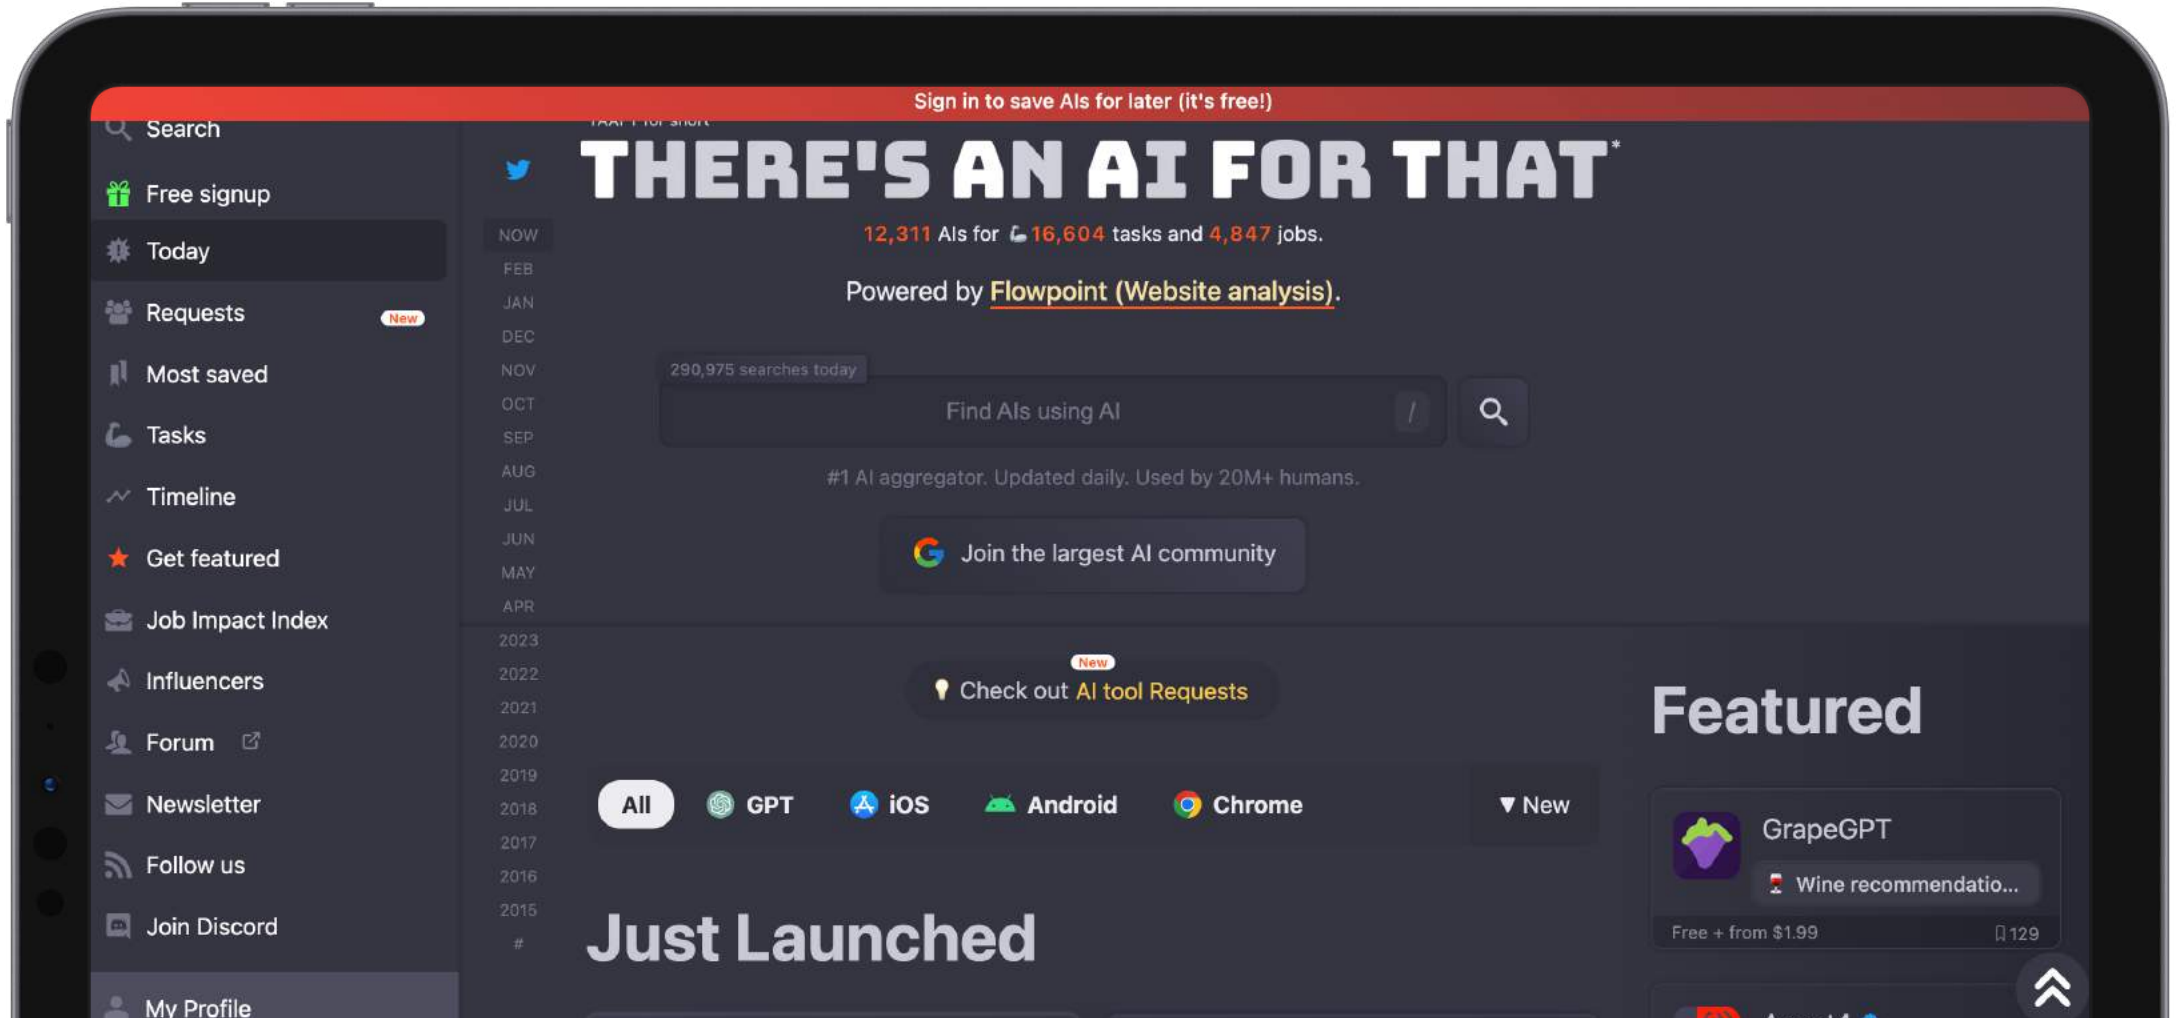 Sign in to save AIs for later (it's free!)
Search
Free signup
Today
Requests
New
Most saved
Tasks
Timeline
Get featured
Job Impact Index
Influencers
Forum
Newsletter
Follow us
Join Discord
My Profile
NOW
FEB
JAN
DEC
NOV
OCT
SEP
AUG
JUL
JUN
MAY
APR
2023
2022
2021
2020
2019
2018
2017
2016
2015
#
for short
THERE'S AN AI FOR THAT*
12,311 AIs for 16,604 tasks and 4,847 jobs.
Powered by Flowpoint (Website analysis).
290,975 searches today
Find AIs using AI /
#1 AI aggregator. Updated daily. Used by 20M+ humans.
Join the largest AI community
New
Check out AI tool Requests
All GPT iOS Android Chrome ▼ New
Just Launched
Featured
GrapeGPT
Wine recommendatio...
Free + from $1.99 129